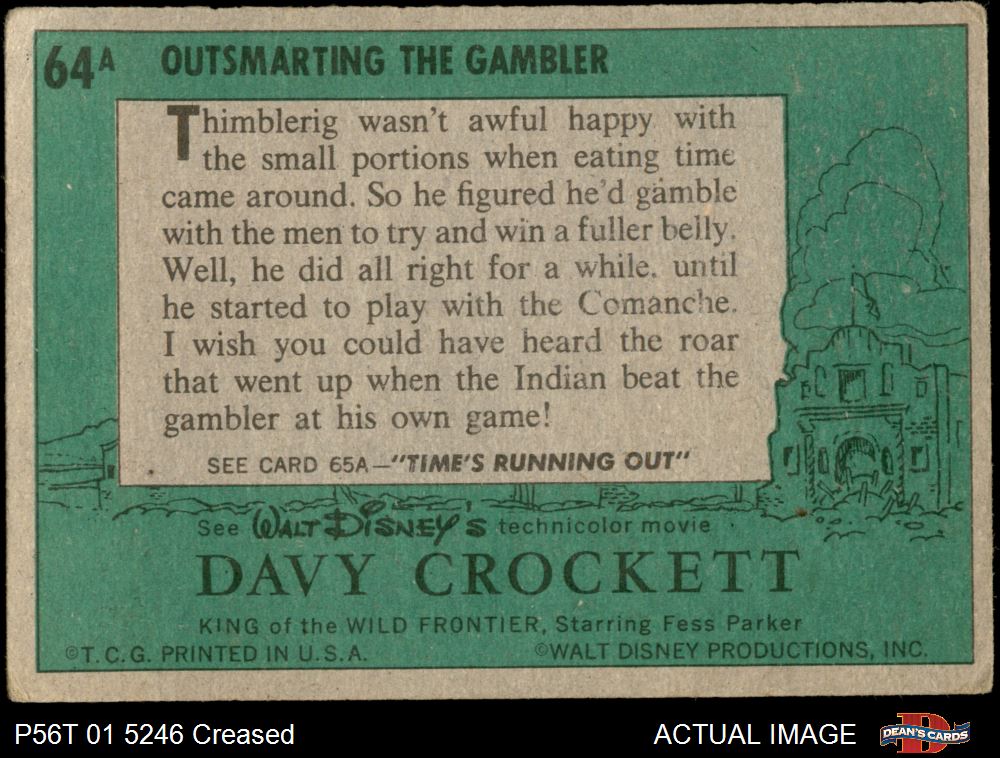 64A OUTSMARTING THE GAMBLER
Thimblerig wasn't awful happy with
the small portions when eating time
came around. So he figured he'd gamble
with the men to try and win a fuller belly.
Well, he did all right for a while. until
he started to play with the Comanche.
I wish you could have heard the roar
that went up when the Indian beat the
gambler at his own game!
SEE CARD 65A—"TIME'S RUNNING OUT"
See WALT DISNEY'S technicolor movie
DAVY CROCKETT
KING of the WILD FRONTIER, Starring Fess Parker
©T.C.G. PRINTED IN U.S.A. ©WALT DISNEY PRODUCTIONS, INC.
P56T 01 5246 Creased ACTUAL IMAGE DEAN'S CARDS